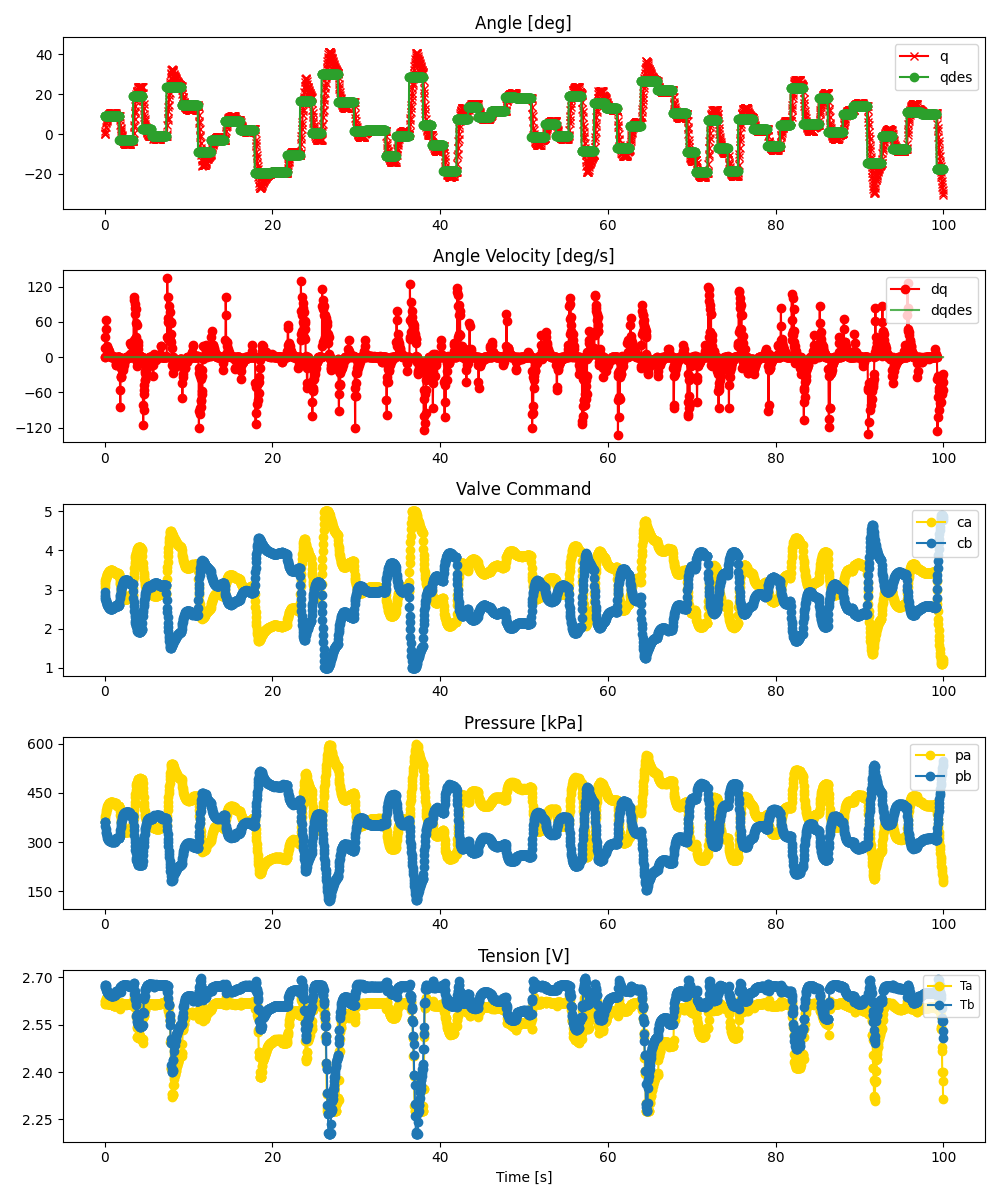 Angle [deg]
40
20
0
−20
q
qdes
0 20 40 60 80 100
Angle Velocity [deg/s]
120
60
0
−60
−120
dq
dqdes
0 20 40 60 80 100
Valve Command
5
4
3
2
1
ca
cb
0 20 40 60 80 100
Pressure [kPa]
600
450
300
150
pa
pb
0 20 40 60 80 100
Tension [V]
2.70
2.55
2.40
2.25
Ta
Tb
0 20 40 60 80 100
Time [s]